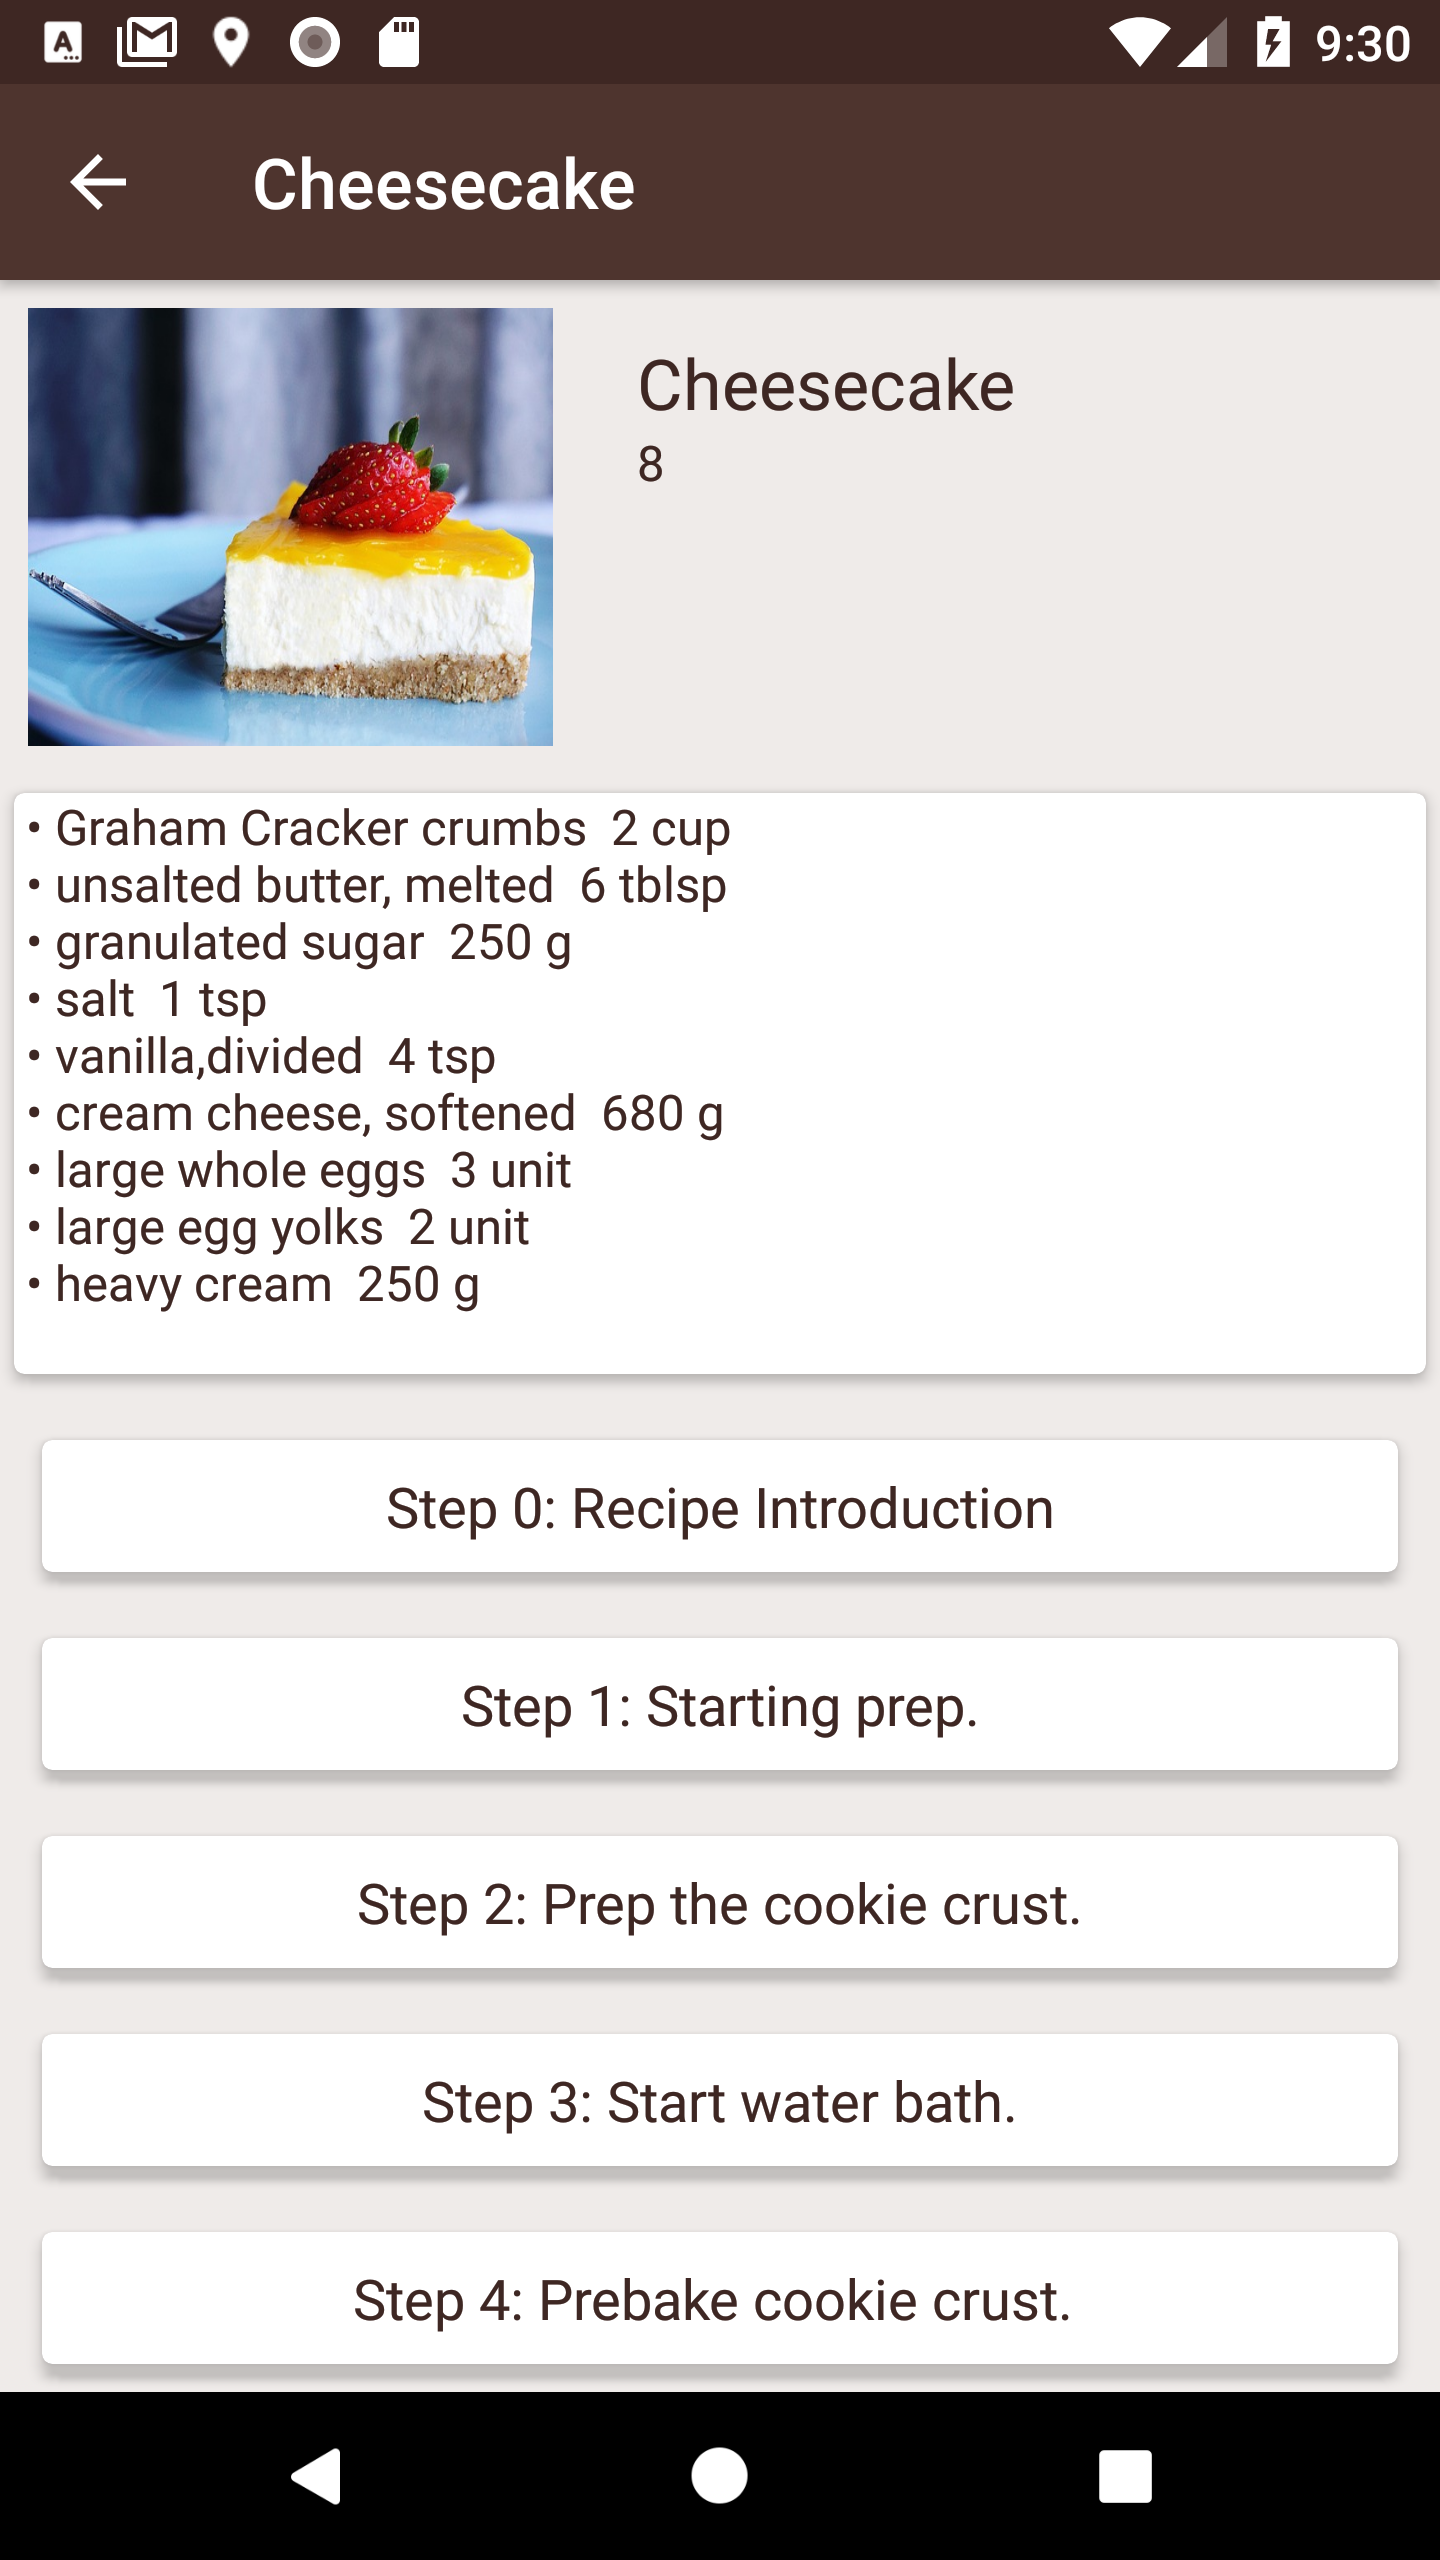 9:30
Cheesecake
Cheesecake
8
• Graham Cracker crumbs  2 cup
• unsalted butter, melted  6 tblsp
• granulated sugar  250 g
• salt  1 tsp
• vanilla,divided  4 tsp
• cream cheese, softened  680 g
• large whole eggs  3 unit
• large egg yolks  2 unit
• heavy cream  250 g
Step 0: Recipe Introduction
Step 1: Starting prep.
Step 2: Prep the cookie crust.
Step 3: Start water bath.
Step 4: Prebake cookie crust.